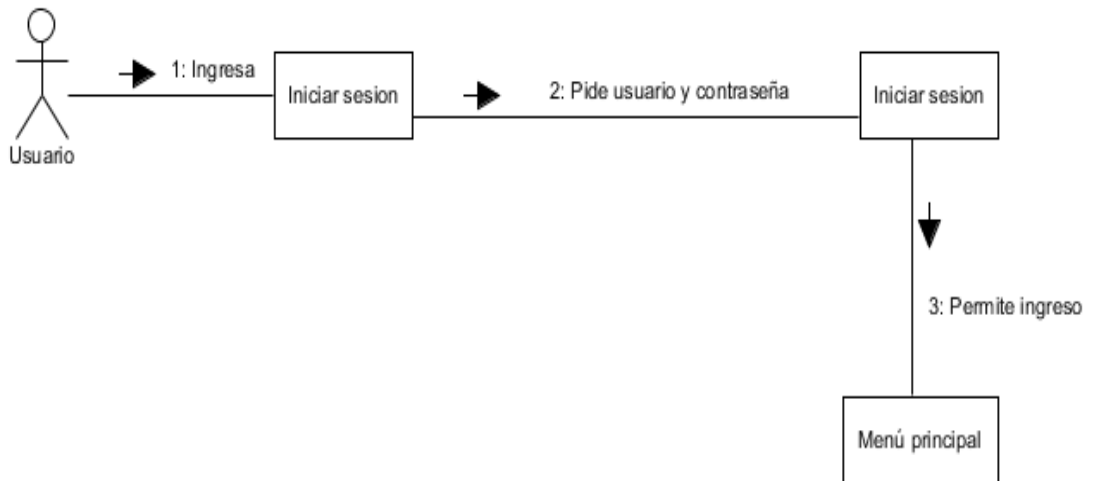 1: Ingresa
Iniciar sesion
2: Pide usuario y contraseña
Iniciar sesion
Usuario
3: Permite ingreso
Menú principal